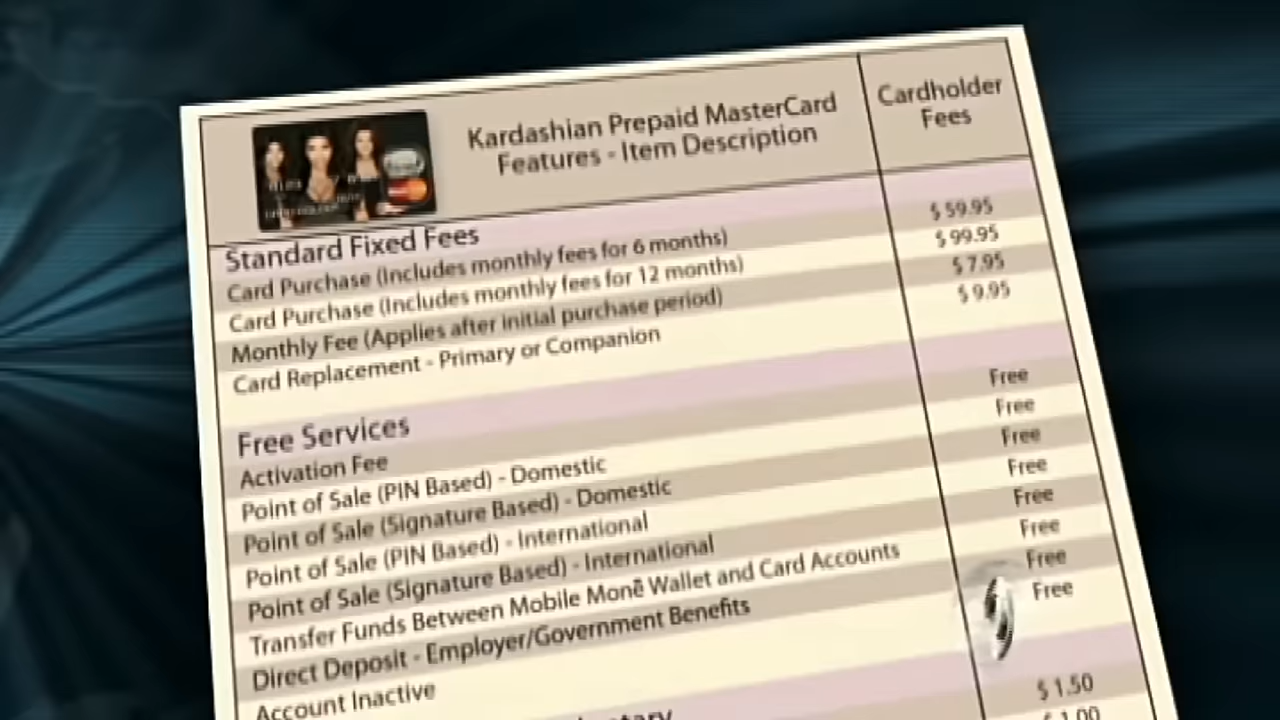 Kardashian Prepaid MasterCard
Features - Item Description
Cardholder
Fees
Standard Fixed Fees
Card Purchase (Includes monthly fees for 6 months) $ 59.95
Card Purchase (Includes monthly fees for 12 months) $ 99.95
Monthly Fee (Applies after initial purchase period) $ 7.95
Card Replacement - Primary or Companion $ 9.95
Free Services
Activation Fee Free
Point of Sale (PIN Based) - Domestic Free
Point of Sale (Signature Based) - Domestic Free
Point of Sale (PIN Based) - International Free
Point of Sale (Signature Based) - International Free
Transfer Funds Between Mobile Monē Wallet and Card Accounts Free
Direct Deposit - Employer/Government Benefits Free
Account Inactive Free
$ 1.50
$ 1.00